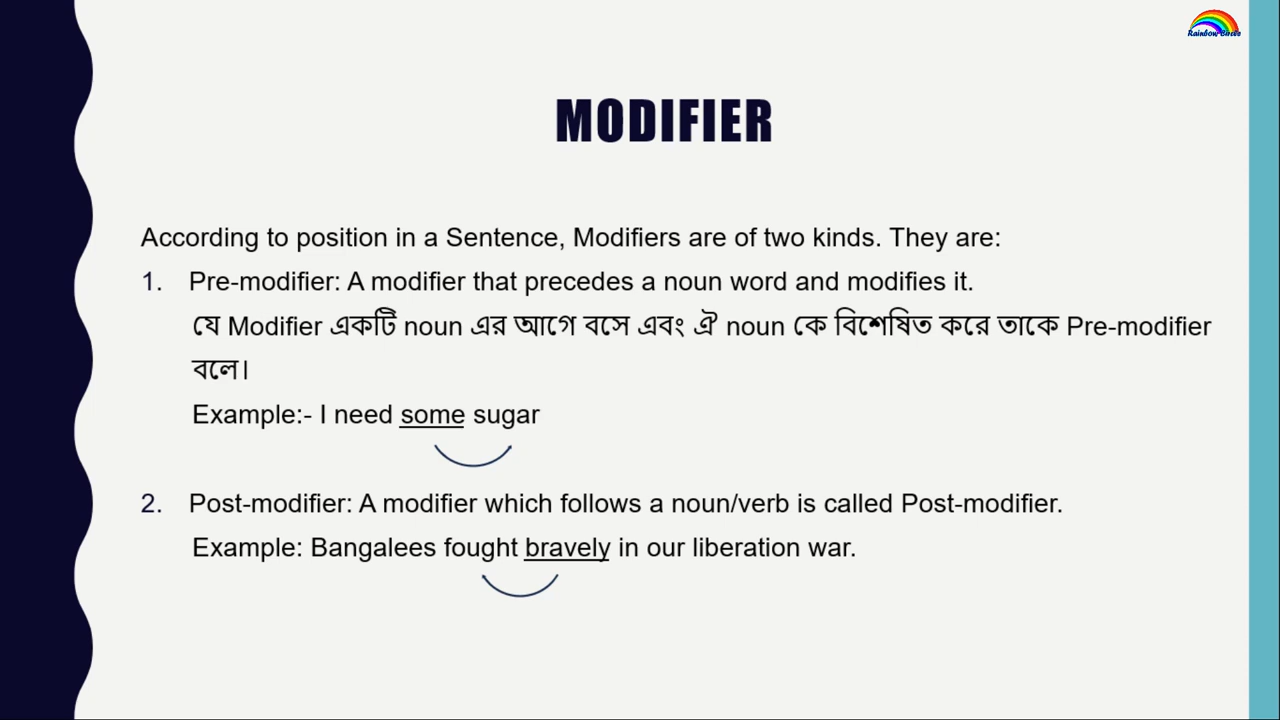 Rainbow
MODIFIER
According to position in a Sentence, Modifiers are of two kinds. They are:
1. Pre-modifier: A modifier that precedes a noun word and modifies it.
যে Modifier একটি noun এর আগে বসে এবং ঐ noun কে বিশেষিত করে তাকে Pre-modifier
বলে।
Example:- I need some sugar
2. Post-modifier: A modifier which follows a noun/verb is called Post-modifier.
Example: Bangalees fought bravely in our liberation war.